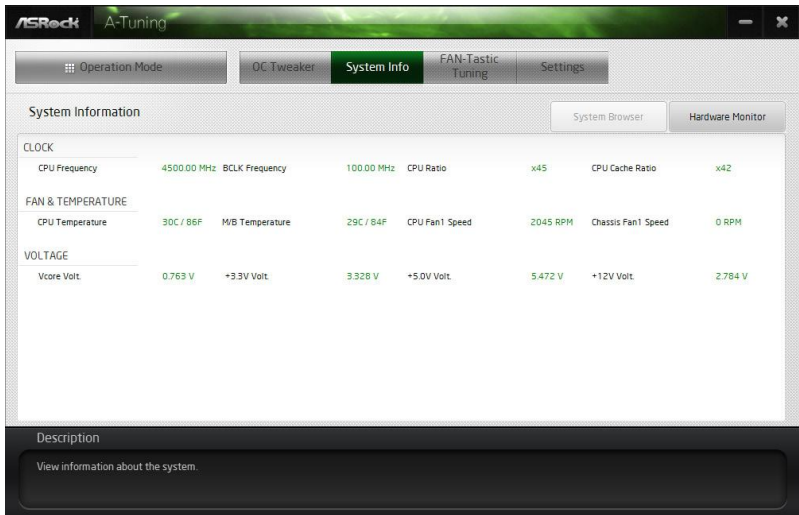 ASRock A-Tuning
Operation Mode OC Tweaker System Info FAN-Tastic Tuning Settings
System Information System Browser Hardware Monitor
CLOCK
CPU Frequency 4500.00 MHz BCLK Frequency 100.00 MHz CPU Ratio x45 CPU Cache Ratio x42
FAN & TEMPERATURE
CPU Temperature 30C / 86F M/B Temperature 29C / 84F CPU Fan1 Speed 2045 RPM Chassis Fan1 Speed 0 RPM
VOLTAGE
Vcore Volt. 0.763 V +3.3V Volt. 3.328 V +5.0V Volt. 5.472 V +12V Volt. 2.784 V
Description
View information about the system.